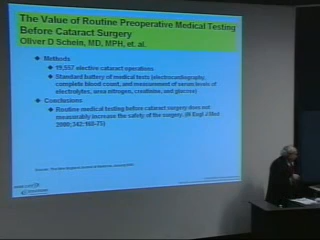 The Value of Routine Preoperative Medical Testing
Before Cataract Surgery
Oliver D Schein, MD, MPH, et. al.
Methods
19,557 elective cataract operations
Standard battery of medical tests (electrocardiography,
complete blood count, and measurement of serum levels of
electrolytes, urea nitrogen, creatinine, and glucose)
Conclusions:
Routine medical testing before cataract surgery does not
measurably increase the safety of the surgery. (N Engl J Med
2000;342:168-75)